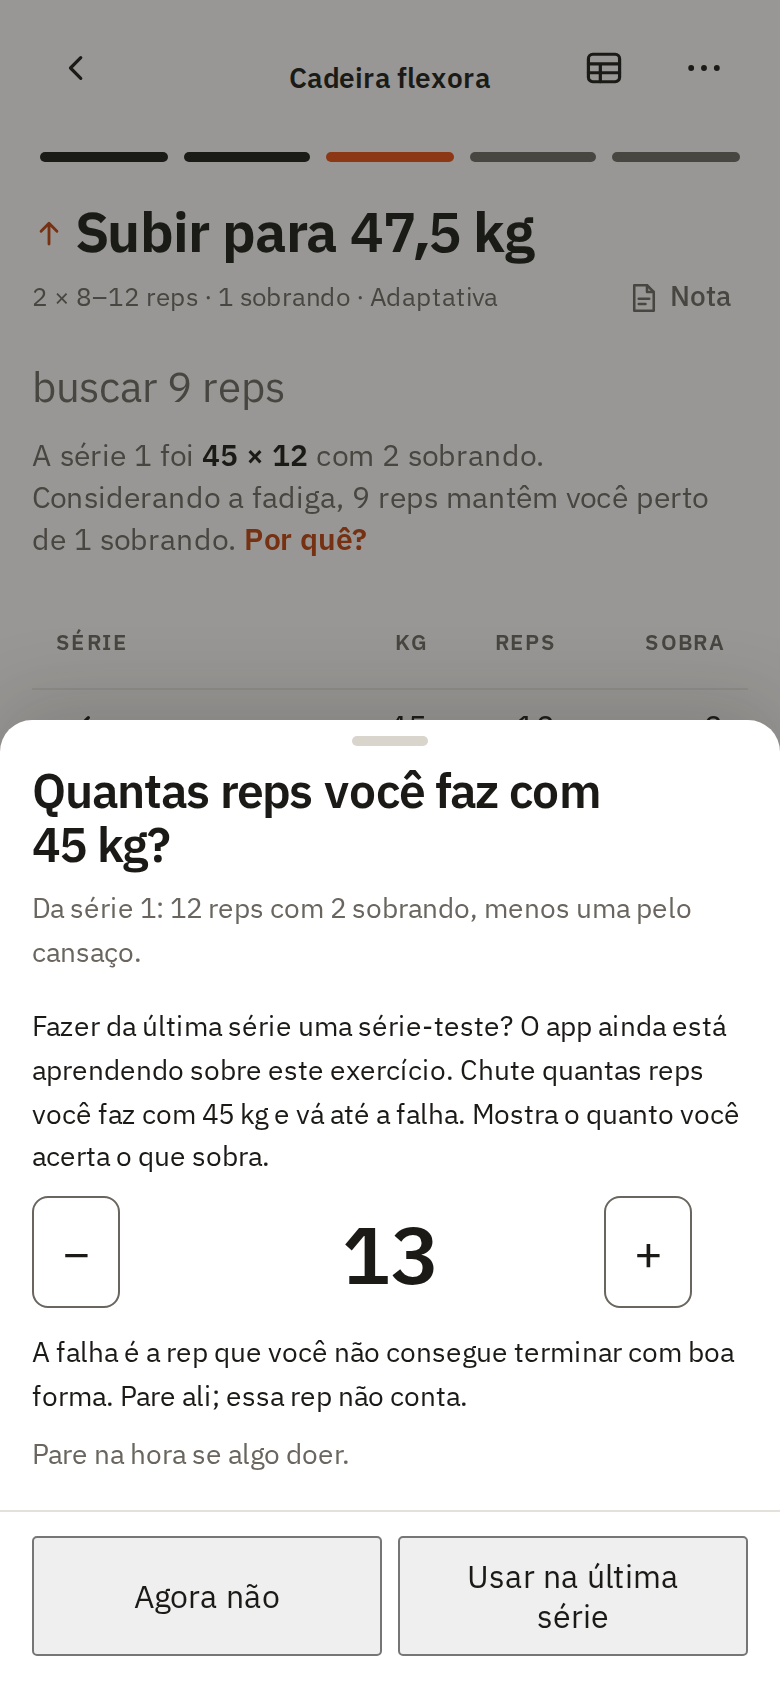 Cadeira flexora
↑ Subir para 47,5 kg
2 × 8–12 reps · 1 sobrando · Adaptativa
Nota
buscar 9 reps
A série 1 foi 45 × 12 com 2 sobrando.
Considerando a fadiga, 9 reps mantêm você perto
de 1 sobrando. Por quê?
SÉRIE KG REPS SOBRA
Quantas reps você faz com
45 kg?
Da série 1: 12 reps com 2 sobrando, menos uma pelo
cansaço.
Fazer da última série uma série-teste? O app ainda está
aprendendo sobre este exercício. Chute quantas reps
você faz com 45 kg e vá até a falha. Mostra o quanto você
acerta o que sobra.
− 13 +
A falha é a rep que você não consegue terminar com boa
forma. Pare ali; essa rep não conta.
Pare na hora se algo doer.
Agora não
Usar na última
série